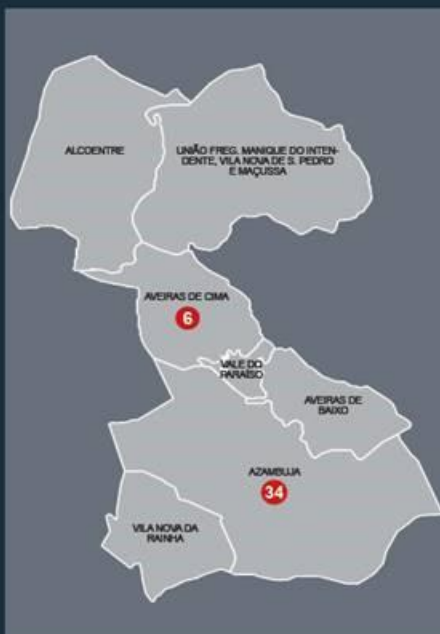 ALCOENTRE
UNIÃO FREG. MANIQUE DO INTEN-
DENTE, VILA NOVA DE S. PEDRO
E MAÇUSSA
AVEIRAS DE CIMA
6
VALE DO
PARAÍSO
AVEIRAS DE
BAIXO
AZAMBUJA
34
VILA NOVA DA
RAINHA